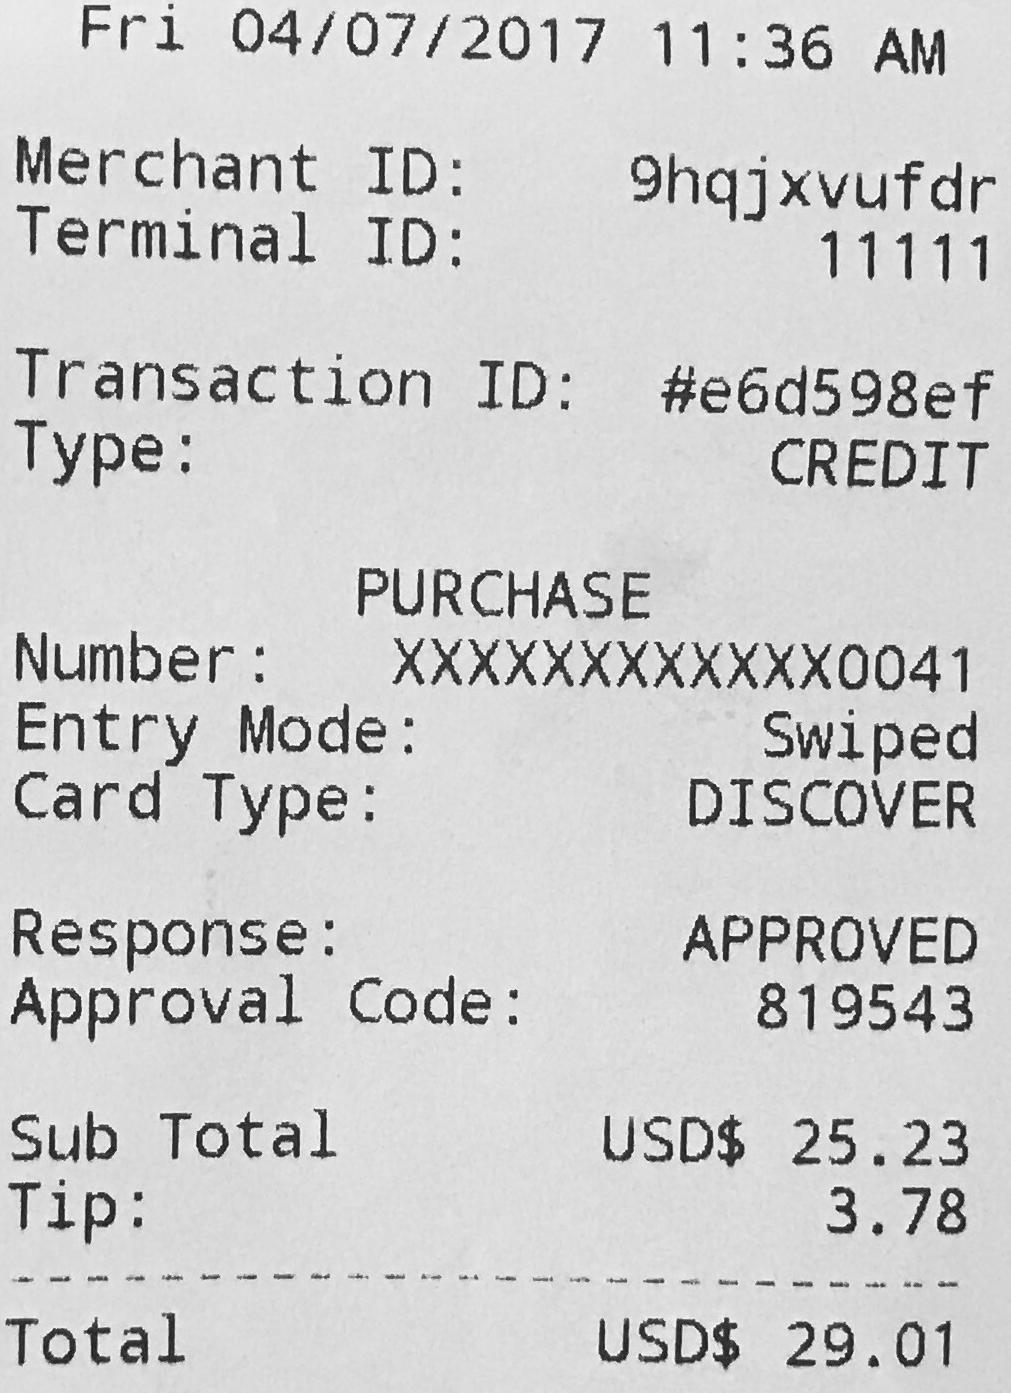 Fri 04/07/2017 11:36 AM
Merchant ID: 9hqjxvufdr
Terminal ID: 11111
Transaction ID: #e6d598ef
Type: CREDIT
PURCHASE
Number: XXXXXXXXXXXX0041
Entry Mode: Swiped
Card Type: DISCOVER
Response: APPROVED
Approval Code: 819543
Sub Total USD$ 25.23
Tip: 3.78
--------------------------
Total USD$ 29.01